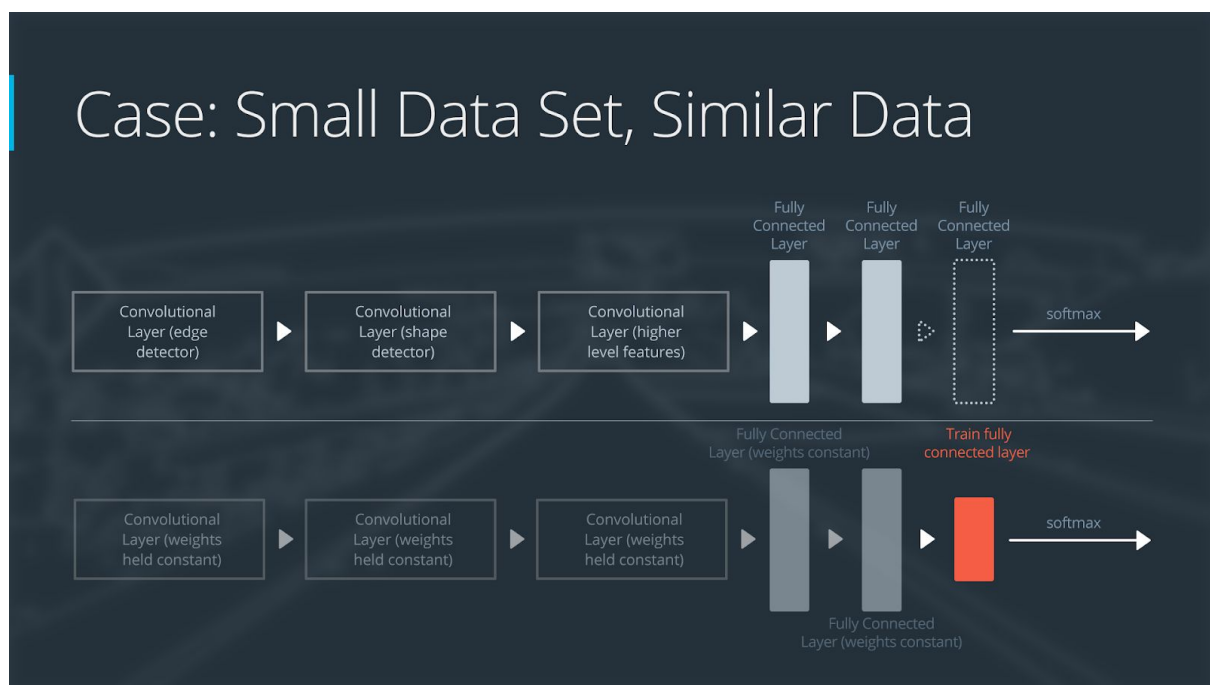 Case: Small Data Set, Similar Data
Fully
Connected
Layer
Fully
Connected
Layer
Fully
Connected
Layer
Convolutional
Layer (edge
detector)
Convolutional
Layer (shape
detector)
Convolutional
Layer (higher
level features)
softmax
Fully Connected
Layer (weights constant)
Train fully
connected layer
Convolutional
Layer (weights
held constant)
Convolutional
Layer (weights
held constant)
Convolutional
Layer (weights
held constant)
softmax
Fully Connected
Layer (weights constant)